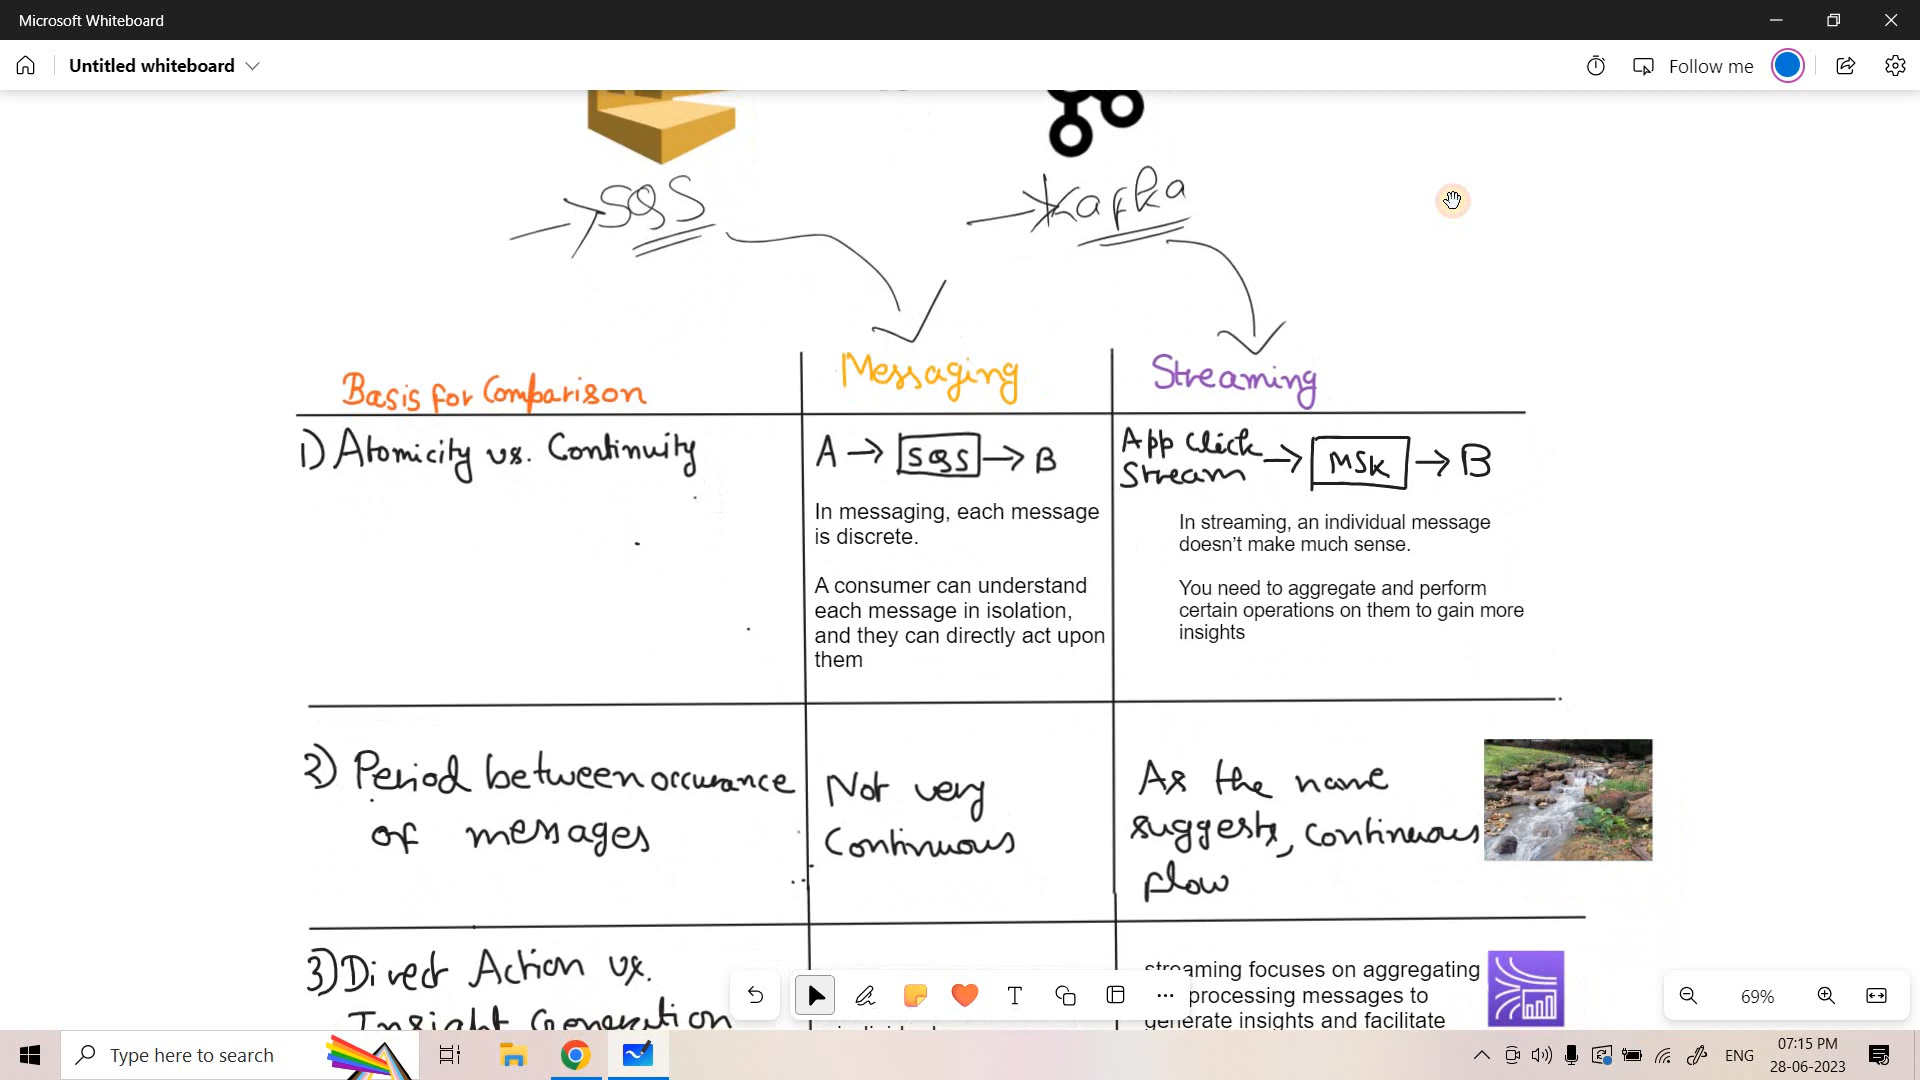 Microsoft Whiteboard
Untitled whiteboard
Follow me
SQS
Kafka
Basis for Comparison
Messaging
Streaming
1) Atomicity vs. Continuity
A → SQS → B
App Click
Stream → MSK → B
In messaging, each message
is discrete.
A consumer can understand
each message in isolation,
and they can directly act upon
them
In streaming, an individual message
doesn't make much sense.
You need to aggregate and perform
certain operations on them to gain more
insights
2) Period between occurance
of messages
Not very
Continuous
As the name
suggests, continuous
flow
3) Direct Action vs.
Insight Generation
streaming focuses on aggregating
processing messages to
generate insights and facilitate
69%
Type here to search
ENG
07:15 PM
28-06-2023